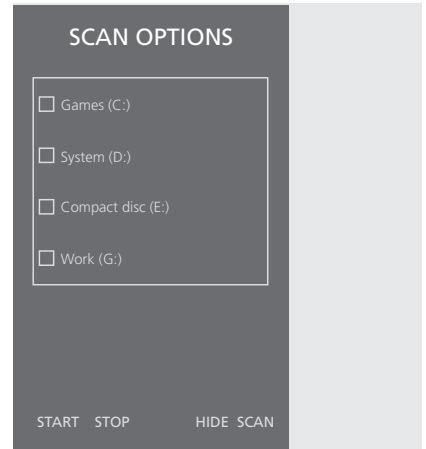 SCAN OPTIONS
Games (C:)
System (D:)
Compact disc (E:)
Work (G:)
START STOP HIDE SCAN